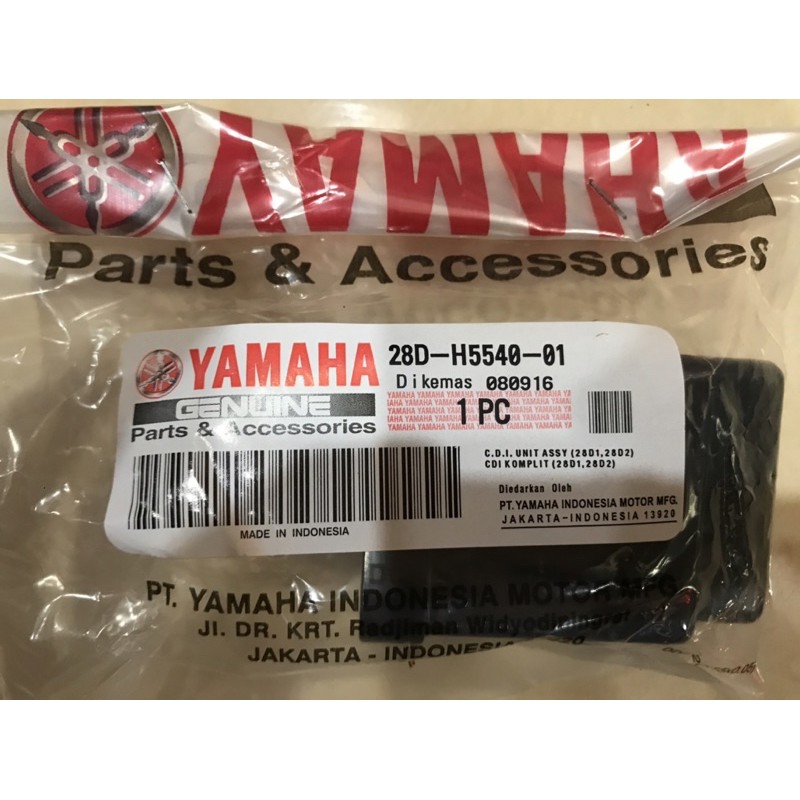 YAMAHA
Parts & Accessories
YAMAHA
GENUINE
Parts & Accessories
28D-H5540-01
Dikemas 080916
1 PC
C.D.I. UNIT ASSY (28D1,28D2)
CDI KOMPLIT (28D1,28D2)
Diedarkan Oleh
PT. YAMAHA INDONESIA MOTOR MFG.
JAKARTA-INDONESIA 13920
MADE IN INDONESIA
PT. YAMAHA INDONESIA MOTOR MFG
Jl. DR. KRT. Radjiman Widyodiningrat
JAKARTA - INDONESIA